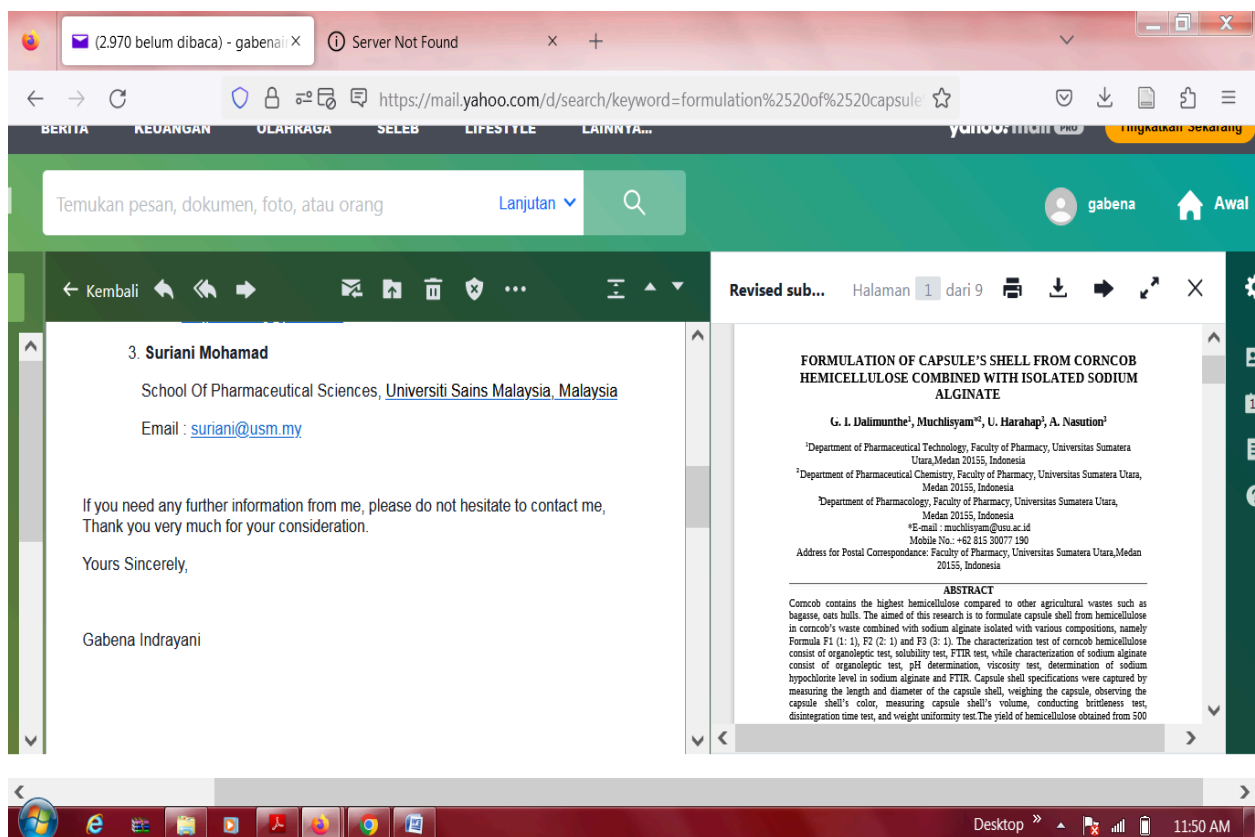 (2.970 belum dibaca) - gabenair
Server Not Found
https://mail.yahoo.com/d/search/keyword=formulation%2520of%2520capsule'
BERITA KEUANGAN OLAHRAGA SELEB LIFESTYLE LAINNYA...
yahoo!mail PRO Tingkatkan Sekarang
Temukan pesan, dokumen, foto, atau orang Lanjutan
gabena Awal
Kembali
Revised sub... Halaman 1 dari 9
3. Suriani Mohamad
School Of Pharmaceutical Sciences, Universiti Sains Malaysia, Malaysia
Email : suriani@usm.my
If you need any further information from me, please do not hesitate to contact me,
Thank you very much for your consideration.
Yours Sincerely,
Gabena Indrayani
FORMULATION OF CAPSULE'S SHELL FROM CORNCOB
HEMICELLULOSE COMBINED WITH ISOLATED SODIUM
ALGINATE
G. I. Dalimunthe¹, Muchlisyam*², U. Harahap³, A. Nasution³
¹Department of Pharmaceutical Technology, Faculty of Pharmacy, Universitas Sumatera
Utara,Medan 20155, Indonesia
²Department of Pharmaceutical Chemistry, Faculty of Pharmacy, Universitas Sumatera Utara,
Medan 20155, Indonesia
³Department of Pharmacology, Faculty of Pharmacy, Universitas Sumatera Utara,
Medan 20155, Indonesia
*E-mail : muchlisyam@usu.ac.id
Mobile No.: +62 815 30077 190
Address for Postal Correspondance: Faculty of Pharmacy, Universitas Sumatera Utara,Medan
20155, Indonesia
ABSTRACT
Corncob contains the highest hemicellulose compared to other agricultural wastes such as
bagasse, oats hulls. The aimed of this research is to formulate capsule shell from hemicellulose
in corncob's waste combined with sodium alginate isolated with various compositions, namely
Formula F1 (1: 1), F2 (2: 1) and F3 (3: 1). The characterization test of corncob hemicellulose
consist of organoleptic test, solubility test, FTIR test, while characterization of sodium alginate
consist of organoleptic test, pH determination, viscosity test, determination of sodium
hypochlorite level in sodium alginate and FTIR. Capsule shell specifications were captured by
measuring the length and diameter of the capsule shell, weighing the capsule, observing the
capsule shell's color, measuring capsule shell's volume, conducting brittleness test,
disintegration time test, and weight uniformity test.The yield of hemicellulose obtained from 500
Desktop » 11:50 AM